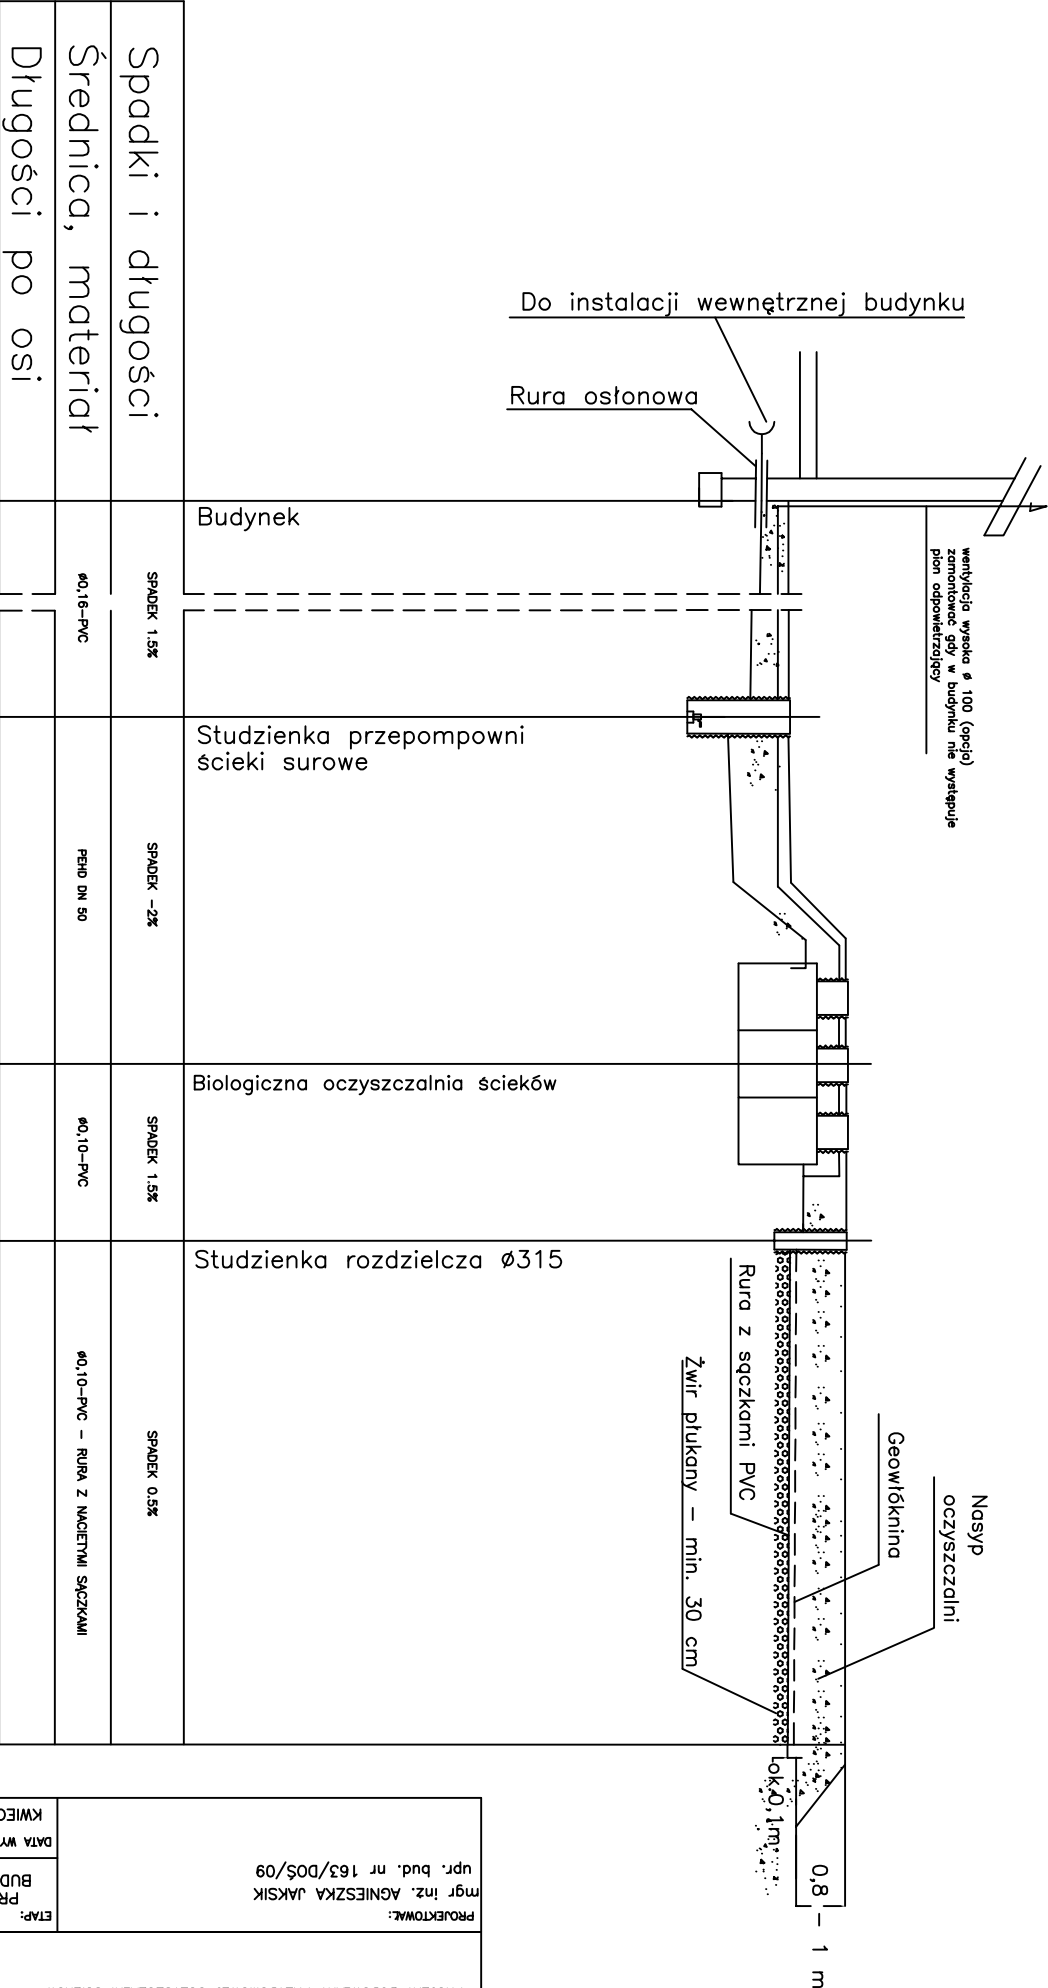 Do instalacji wewnętrznej budynku
Rura osłonowa
wentylacja wysoka ø 100 (opcja)
zamontować gdy w budynku nie występuje
pion odpowietrzający
Budynek
Studzienka przepompowni
ścieki surowe
Biologiczna oczyszczalnia ścieków
Studzienka rozdzielcza Ø315
Rura z sączkami PVC
Żwir płukany – min. 30 cm
Geowłóknina
Nasyp
oczyszczalni
ok.0,1m
0,8 – 1 m
Spadki i długości
SPADEK 1.5%
SPADEK -2%
SPADEK 1.5%
SPADEK 0.5%
Średnica, materiał
ø0,16-PVC
PEHD DN 50
ø0,10-PVC
ø0,10-PVC – RURA Z NACIETYMI SĄCZKAMI
Długości po osi
PROJEKTOWAŁ:
mgr inż. AGNIESZKA JAKSIK
upr. bud. nr 163/DOŚ/09
ETAP:
PR
BUD
DATA WY
KWIEC